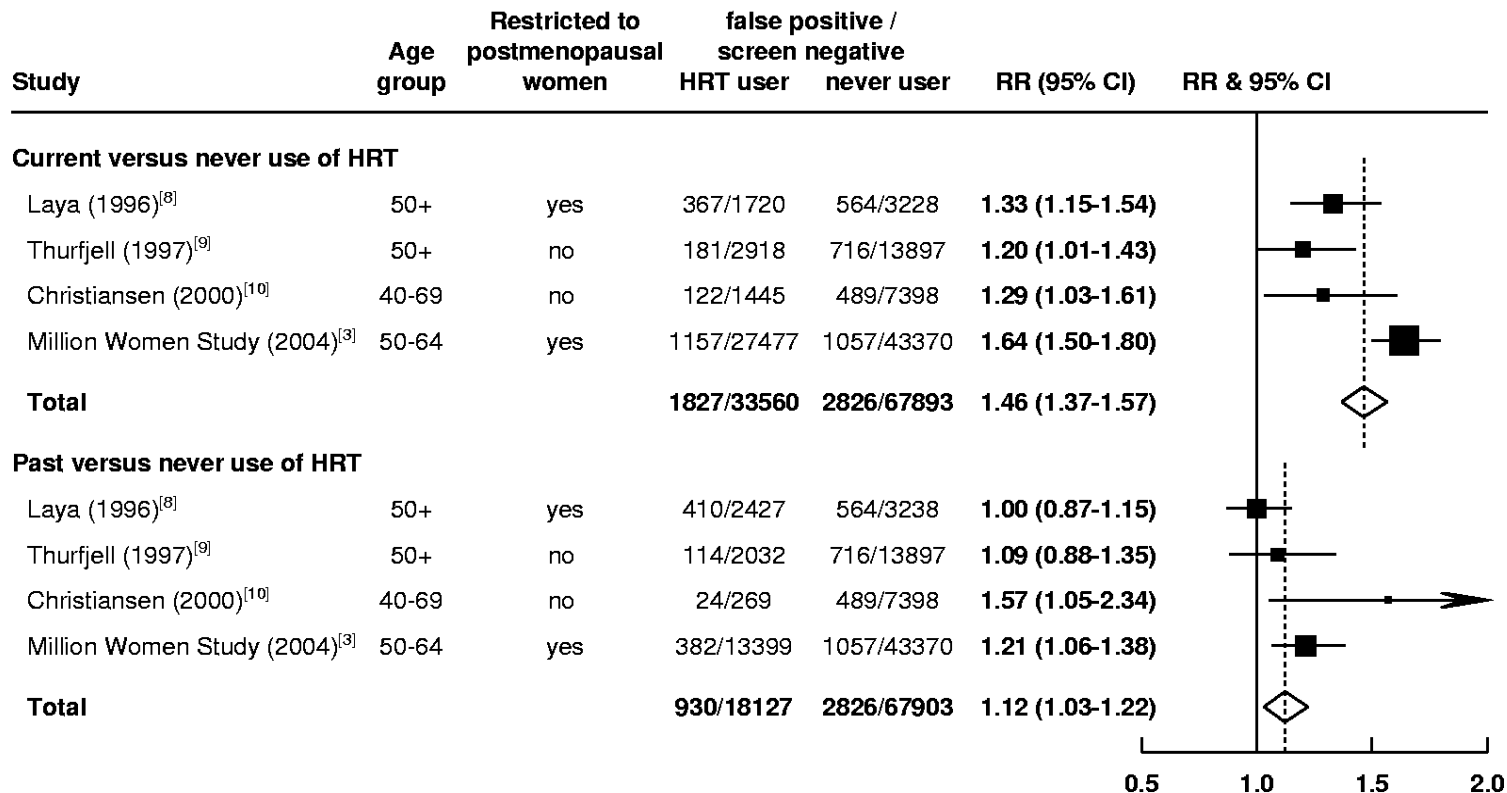 Restricted to false positive /
Age postmenopausal screen negative
Study group women HRT user never user RR (95% CI) RR & 95% CI
Current versus never use of HRT
Laya (1996)[8] 50+ yes 367/1720 564/3228 1.33 (1.15-1.54)
Thurfjell (1997)[9] 50+ no 181/2918 716/13897 1.20 (1.01-1.43)
Christiansen (2000)[10] 40-69 no 122/1445 489/7398 1.29 (1.03-1.61)
Million Women Study (2004)[3] 50-64 yes 1157/27477 1057/43370 1.64 (1.50-1.80)
Total 1827/33560 2826/67893 1.46 (1.37-1.57)
Past versus never use of HRT
Laya (1996)[8] 50+ yes 410/2427 564/3238 1.00 (0.87-1.15)
Thurfjell (1997)[9] 50+ no 114/2032 716/13897 1.09 (0.88-1.35)
Christiansen (2000)[10] 40-69 no 24/269 489/7398 1.57 (1.05-2.34)
Million Women Study (2004)[3] 50-64 yes 382/13399 1057/43370 1.21 (1.06-1.38)
Total 930/18127 2826/67903 1.12 (1.03-1.22)
0.5 1.0 1.5 2.0